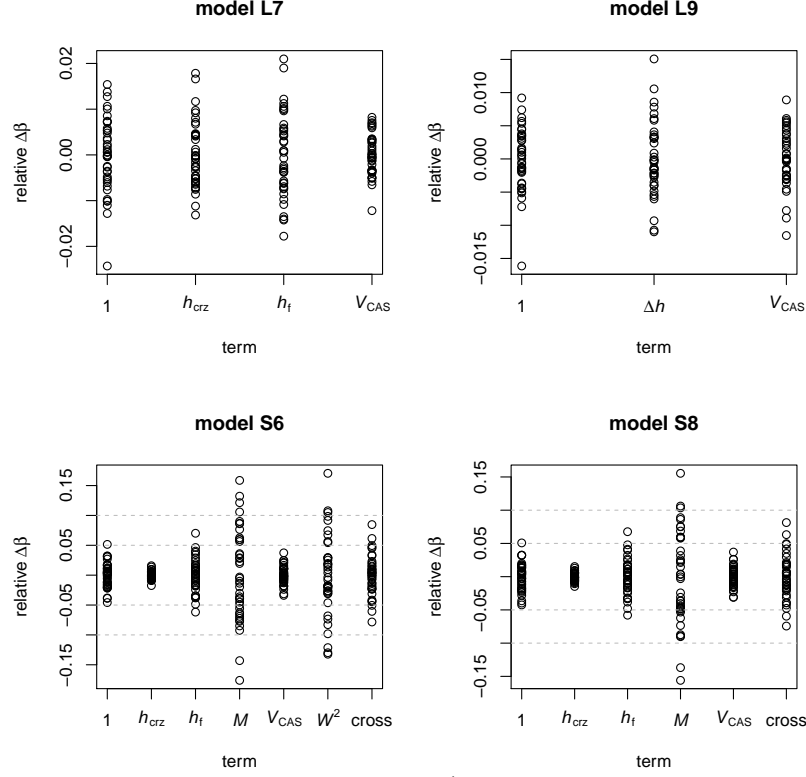 model L7
relative Δβ
0.02
0.00
−0.02
1
h_crz
h_f
V_CAS
term
model L9
relative Δβ
0.010
0.000
−0.015
1
Δh
V_CAS
term
model S6
relative Δβ
0.15
0.05
−0.05
−0.15
1
h_crz
h_f
M
V_CAS
W²
cross
term
model S8
relative Δβ
0.15
0.05
−0.05
−0.15
1
h_crz
h_f
M
V_CAS
cross
term